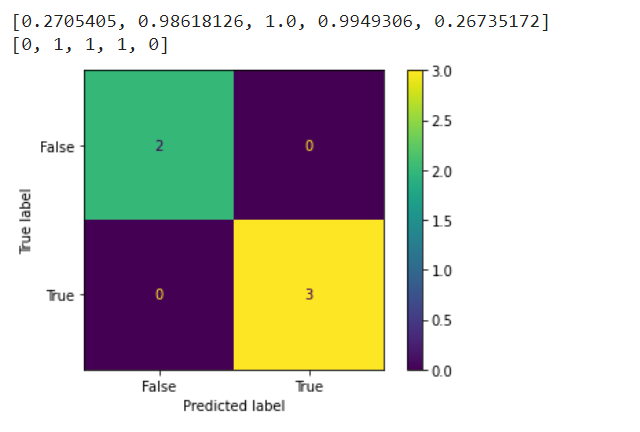 [0.2705405, 0.98618126, 1.0, 0.9949306, 0.26735172]
[0, 1, 1, 1, 0]
3.0
2.5
2.0
1.5
1.0
0.5
0.0
True label
False
2
0
True
0
3
False
True
Predicted label